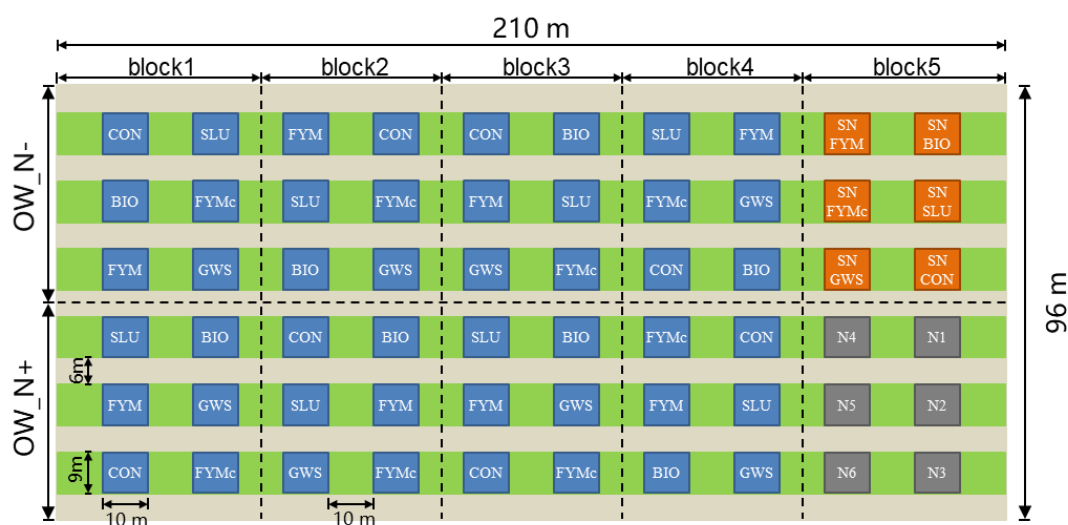 210 m
block1 block2 block3 block4 block5
OW_N-
CON SLU FYM CON CON BIO SLU FYM SN FYM SN BIO
BIO FYMc SLU FYMc FYM SLU FYMc GWS SN FYMc SN SLU
FYM GWS BIO GWS GWS FYMc CON BIO SN GWS SN CON
96 m
OW_N+
SLU BIO CON BIO SLU BIO FYMc CON N4 N1
6m
FYM GWS SLU FYM FYM GWS FYM SLU N5 N2
9m
CON FYMc GWS FYMc CON FYMc BIO GWS N6 N3
10 m 10 m